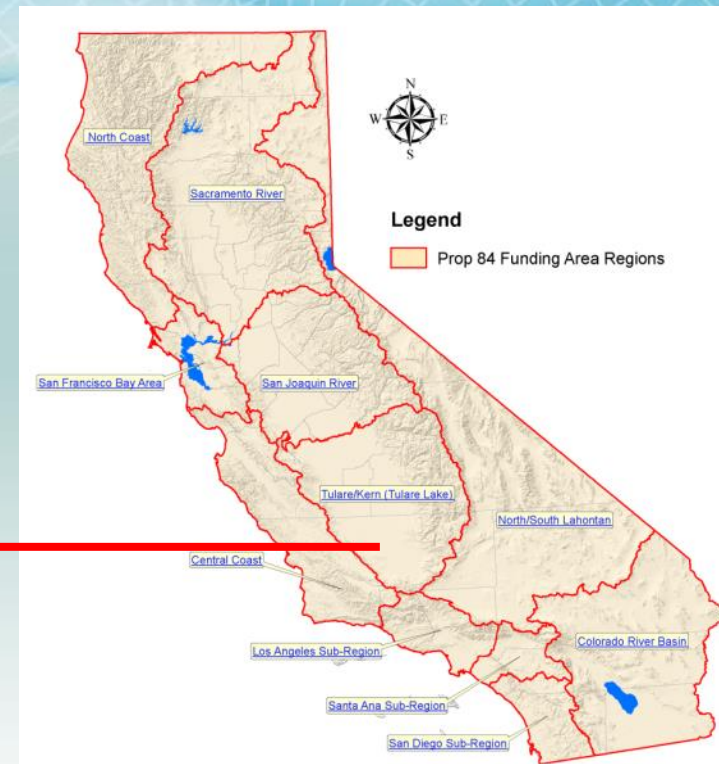 N
W E
S
North Coast
Sacramento River
Legend
Prop 84 Funding Area Regions
San Francisco Bay Area
San Joaquin River
Tulare/Kern (Tulare Lake)
North/South Lahontan
Central Coast
Los Angeles Sub-Region
Colorado River Basin
Santa Ana Sub-Region
San Diego Sub-Region